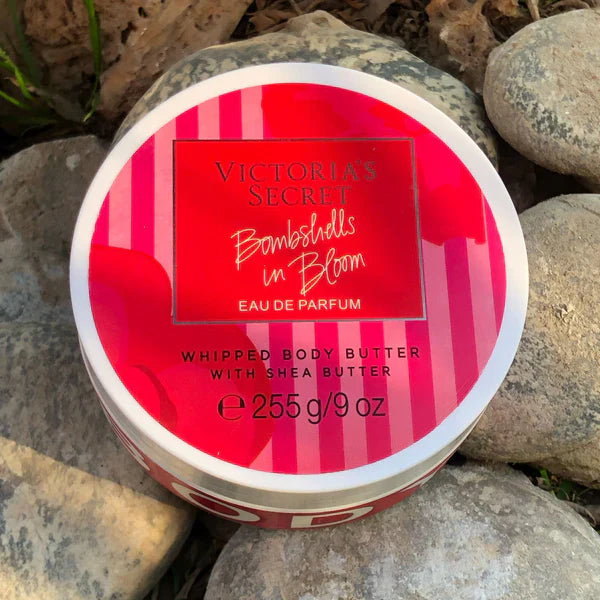 VICTORIA'S
SECRET
Bombshells
in Bloom
EAU DE PARFUM
WHIPPED BODY BUTTER
WITH SHEA BUTTER
℮ 255 g/9 oz